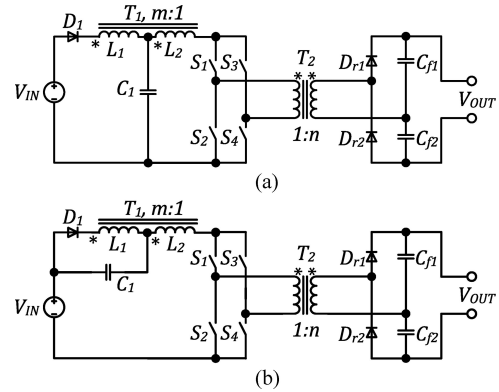 T1, m:1
D1
* L1 * L2
S1 S3
T2
* *
Dr1
Cf1
VIN
C1
VOUT
S2 S4
1:n
Dr2
Cf2
(a)
T1, m:1
D1
* L1 * L2
S1 S3
T2
* *
Dr1
Cf1
C1
VIN
VOUT
S2 S4
1:n
Dr2
Cf2
(b)